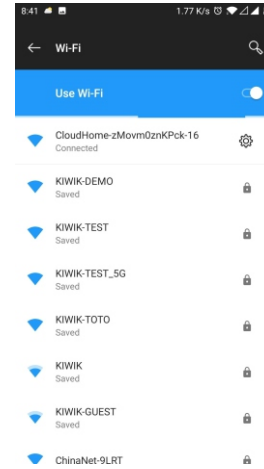 8:41
1.77 K/s
Wi-Fi
Use Wi-Fi
CloudHome-zMovm0znKPck-16
Connected
KIWIK-DEMO
Saved
KIWIK-TEST
Saved
KIWIK-TEST_5G
Saved
KIWIK-TOTO
Saved
KIWIK
Saved
KIWIK-GUEST
Saved
ChinaNet-9LRT